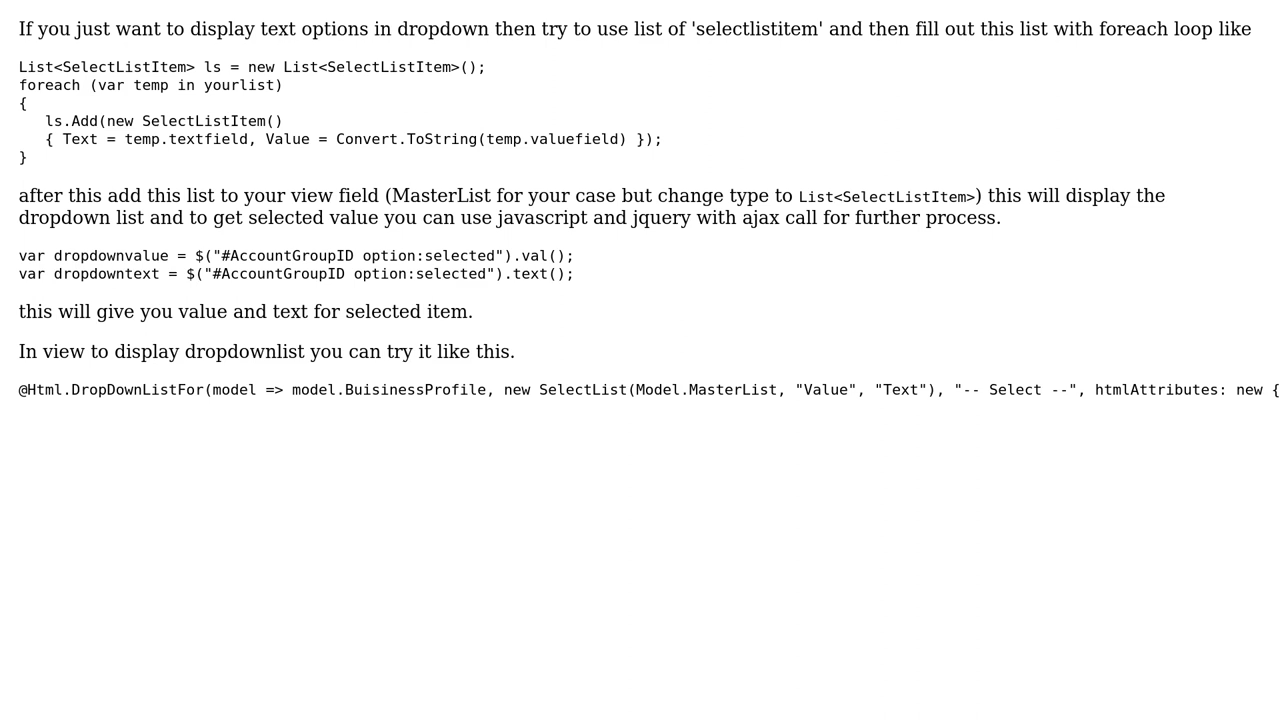 If you just want to display text options in dropdown then try to use list of 'selectlistitem' and then fill out this list with foreach loop like
List<SelectListItem> ls = new List<SelectListItem>();
foreach (var temp in yourlist)
{
   ls.Add(new SelectListItem()
   { Text = temp.textfield, Value = Convert.ToString(temp.valuefield) });
}
after this add this list to your view field (MasterList for your case but change type to List<SelectListItem>) this will display the
dropdown list and to get selected value you can use javascript and jquery with ajax call for further process.
var dropdownvalue = $("#AccountGroupID option:selected").val();
var dropdowntext = $("#AccountGroupID option:selected").text();
this will give you value and text for selected item.
In view to display dropdownlist you can try it like this.
@Html.DropDownListFor(model => model.BuisinessProfile, new SelectList(Model.MasterList, "Value", "Text"), "-- Select --", htmlAttributes: new {